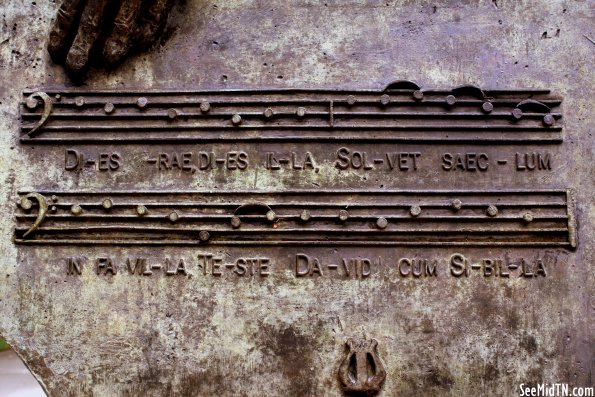 DI-ES -RAE, DI-ES IL-LA, SOL-VET SAEC-LUM
IN FA VIL-LA, TE-STE DA-VID CUM SI-BIL-LA
SeeMidTN.com